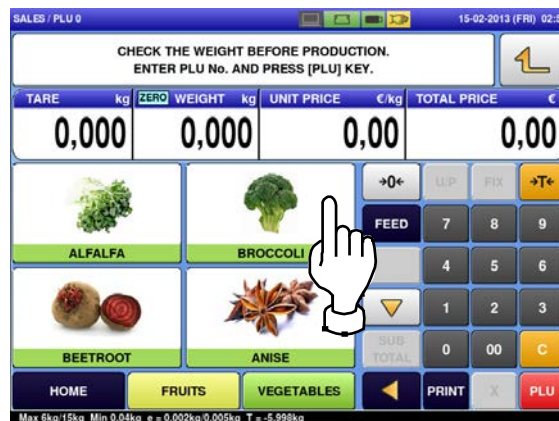 SALES / PLU 0
15-02-2013 (FRI) 02:5
CHECK THE WEIGHT BEFORE PRODUCTION.
ENTER PLU No. AND PRESS [PLU] KEY.
TARE kg ZERO WEIGHT kg UNIT PRICE €/kg TOTAL PRICE €
0,000 0,000 0,00 0,00
→0← U/P FIX →T←
FEED 7 8 9
ALFALFA BROCCOLI
4 5 6
1 2 3
SUB TOTAL 0 00 C
BEETROOT ANISE
HOME FRUITS VEGETABLES PRINT X PLU
Max 6kg/15kg Min 0.04kg e = 0.002kg/0.005kg T = -5.998kg